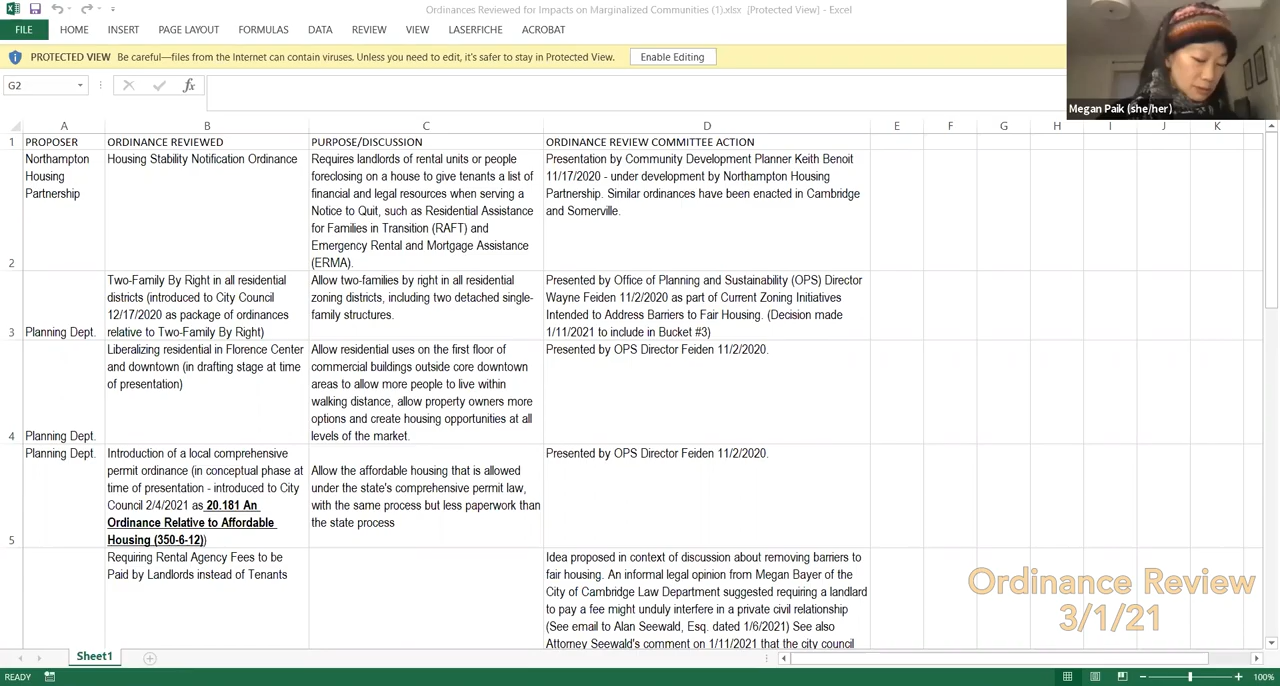 Ordinances Reviewed for Impacts on Marginalized Communities (1).xlsx [Protected View] - Excel
FILE HOME INSERT PAGE LAYOUT FORMULAS DATA REVIEW VIEW LASERFICHE ACROBAT
PROTECTED VIEW Be careful—files from the Internet can contain viruses. Unless you need to edit, it's safer to stay in Protected View. Enable Editing
G2 fx
Megan Paik (she/her)
A B C D E F G H I J K
1 PROPOSER ORDINANCE REVIEWED PURPOSE/DISCUSSION ORDINANCE REVIEW COMMITTEE ACTION
Northampton
Housing
Partnership
Housing Stability Notification Ordinance
Requires landlords of rental units or people
foreclosing on a house to give tenants a list of
financial and legal resources when serving a
Notice to Quit, such as Residential Assistance
for Families in Transition (RAFT) and
Emergency Rental and Mortgage Assistance
(ERMA).
Presentation by Community Development Planner Keith Benoit
11/17/2020 - under development by Northampton Housing
Partnership. Similar ordinances have been enacted in Cambridge
and Somerville.
2
Two-Family By Right in all residential
districts (introduced to City Council
12/17/2020 as package of ordinances
relative to Two-Family By Right)
Allow two-families by right in all residential
zoning districts, including two detached single-
family structures.
Presented by Office of Planning and Sustainability (OPS) Director
Wayne Feiden 11/2/2020 as part of Current Zoning Initiatives
Intended to Address Barriers to Fair Housing. (Decision made
1/11/2021 to include in Bucket #3)
3 Planning Dept.
Liberalizing residential in Florence Center
and downtown (in drafting stage at time
of presentation)
Allow residential uses on the first floor of
commercial buildings outside core downtown
areas to allow more people to live within
walking distance, allow property owners more
options and create housing opportunities at all
levels of the market.
Presented by OPS Director Feiden 11/2/2020.
4 Planning Dept.
Planning Dept.
Introduction of a local comprehensive
permit ordinance (in conceptual phase at
time of presentation - introduced to City
Council 2/4/2021 as 20.181 An
Ordinance Relative to Affordable
Housing (350-6-12))
Allow the affordable housing that is allowed
under the state's comprehensive permit law,
with the same process but less paperwork than
the state process
Presented by OPS Director Feiden 11/2/2020.
5
Requiring Rental Agency Fees to be
Paid by Landlords instead of Tenants
Idea proposed in context of discussion about removing barriers to
fair housing. An informal legal opinion from Megan Bayer of the
City of Cambridge Law Department suggested requiring a landlard
to pay a fee might unduly interfere in a private civil relationship
(See email to Alan Seewald, Esq. dated 1/6/2021) See also
Attorney Seewald's comment on 1/11/2021 that the city council
Ordinance Review
3/1/21
Sheet1
READY 100%